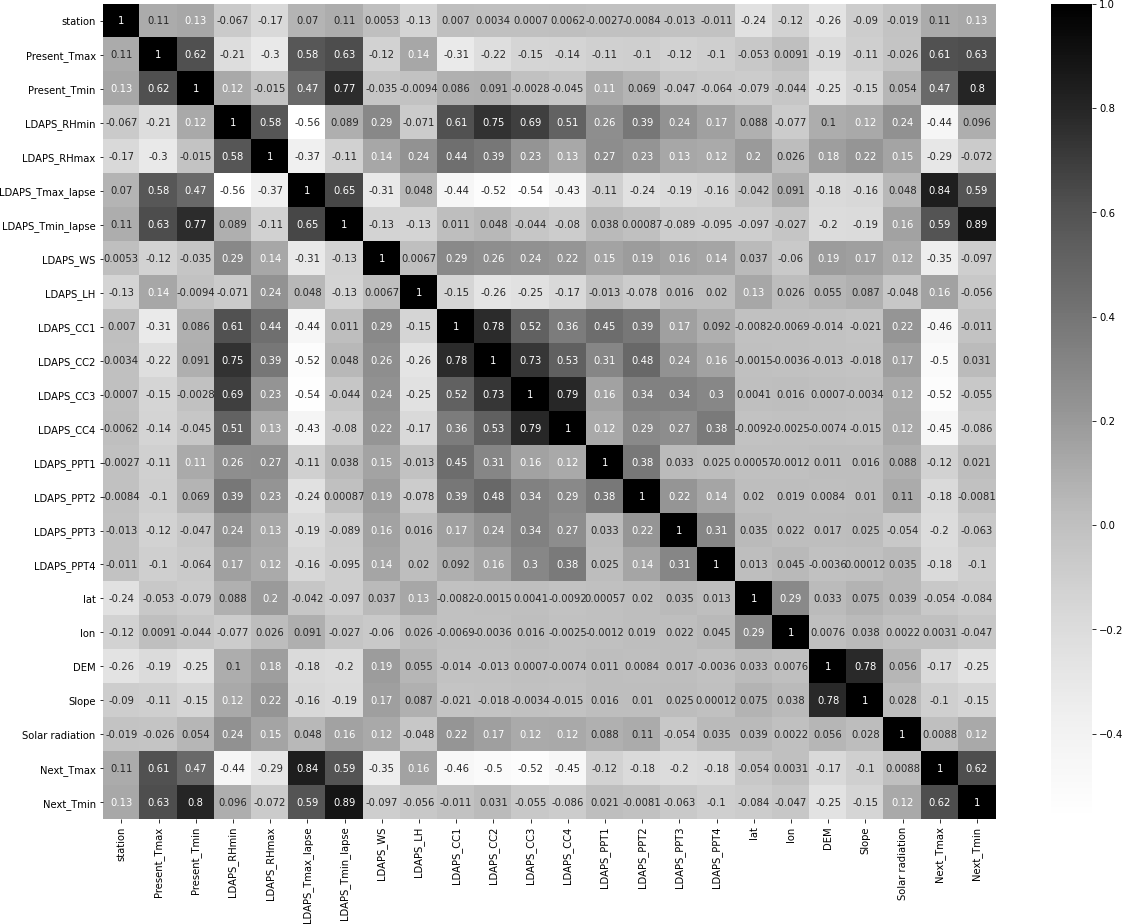 station 1 0.11 0.13 -0.067 -0.17 0.07 0.11 0.0053 -0.13 0.007 0.0034 0.0007 0.0062 -0.0027 -0.0084 -0.013 -0.011 -0.24 -0.12 -0.26 -0.09 -0.019 0.11 0.13
Present_Tmax 0.11 1 0.62 -0.21 -0.3 0.58 0.63 -0.12 0.14 -0.31 -0.22 -0.15 -0.14 -0.11 -0.1 -0.12 -0.1 -0.053 0.0091 -0.19 -0.11 -0.026 0.61 0.63
Present_Tmin 0.13 0.62 1 0.12 -0.015 0.47 0.77 -0.035 -0.0094 0.086 0.091 -0.0028 -0.045 0.11 0.069 -0.047 -0.064 -0.079 -0.044 -0.25 -0.15 0.054 0.47 0.8
LDAPS_RHmin -0.067 -0.21 0.12 1 0.58 -0.56 0.089 0.29 -0.071 0.61 0.75 0.69 0.51 0.26 0.39 0.24 0.17 0.088 -0.077 0.1 0.12 0.24 -0.44 0.096
LDAPS_RHmax -0.17 -0.3 -0.015 0.58 1 -0.37 -0.11 0.14 0.24 0.44 0.39 0.23 0.13 0.27 0.23 0.13 0.12 0.2 0.026 0.18 0.22 0.15 -0.29 -0.072
LDAPS_Tmax_lapse 0.07 0.58 0.47 -0.56 -0.37 1 0.65 -0.31 0.048 -0.44 -0.52 -0.54 -0.43 -0.11 -0.24 -0.19 -0.16 -0.042 0.091 -0.18 -0.16 0.048 0.84 0.59
LDAPS_Tmin_lapse 0.11 0.63 0.77 0.089 -0.11 0.65 1 -0.13 -0.13 0.011 0.048 -0.044 -0.08 0.038 0.00087 -0.089 -0.095 -0.097 -0.027 -0.2 -0.19 0.16 0.59 0.89
LDAPS_WS 0.0053 -0.12 -0.035 0.29 0.14 -0.31 -0.13 1 0.0067 0.29 0.26 0.24 0.22 0.15 0.19 0.16 0.14 0.037 -0.06 0.19 0.17 0.12 -0.35 -0.097
LDAPS_LH -0.13 0.14 -0.0094 -0.071 0.24 0.048 -0.13 0.0067 1 -0.15 -0.26 -0.25 -0.17 -0.013 -0.078 0.016 0.02 0.13 0.026 0.055 0.087 -0.048 0.16 -0.056
LDAPS_CC1 0.007 -0.31 0.086 0.61 0.44 -0.44 0.011 0.29 -0.15 1 0.78 0.52 0.36 0.45 0.39 0.17 0.092 -0.0082 -0.0069 -0.014 -0.021 0.22 -0.46 -0.011
LDAPS_CC2 0.0034 -0.22 0.091 0.75 0.39 -0.52 0.048 0.26 -0.26 0.78 1 0.73 0.53 0.31 0.48 0.24 0.16 -0.0015 -0.0036 -0.013 -0.018 0.17 -0.5 0.031
LDAPS_CC3 0.0007 -0.15 -0.0028 0.69 0.23 -0.54 -0.044 0.24 -0.25 0.52 0.73 1 0.79 0.16 0.34 0.34 0.3 0.0041 0.016 0.0007 -0.0034 0.12 -0.52 -0.055
LDAPS_CC4 0.0062 -0.14 -0.045 0.51 0.13 -0.43 -0.08 0.22 -0.17 0.36 0.53 0.79 1 0.12 0.29 0.27 0.38 -0.0092 -0.0025 -0.0074 -0.015 0.12 -0.45 -0.086
LDAPS_PPT1 -0.0027 -0.11 0.11 0.26 0.27 -0.11 0.038 0.15 -0.013 0.45 0.31 0.16 0.12 1 0.38 0.033 0.025 0.00057 -0.0012 0.011 0.016 0.088 -0.12 0.021
LDAPS_PPT2 -0.0084 -0.1 0.069 0.39 0.23 -0.24 0.00087 0.19 -0.078 0.39 0.48 0.34 0.29 0.38 1 0.22 0.14 0.02 0.019 0.0084 0.01 0.11 -0.18 -0.0081
LDAPS_PPT3 -0.013 -0.12 -0.047 0.24 0.13 -0.19 -0.089 0.16 0.016 0.17 0.24 0.34 0.27 0.033 0.22 1 0.31 0.035 0.022 0.017 0.025 -0.054 -0.2 -0.063
LDAPS_PPT4 -0.011 -0.1 -0.064 0.17 0.12 -0.16 -0.095 0.14 0.02 0.092 0.16 0.3 0.38 0.025 0.14 0.31 1 0.013 0.045 -0.0036 0.00012 0.035 -0.18 -0.1
lat -0.24 -0.053 -0.079 0.088 0.2 -0.042 -0.097 0.037 0.13 -0.0082 -0.0015 0.0041 -0.0092 0.00057 0.02 0.035 0.013 1 0.29 0.033 0.075 0.039 -0.054 -0.084
lon -0.12 0.0091 -0.044 -0.077 0.026 0.091 -0.027 -0.06 0.026 -0.0069 -0.0036 0.016 -0.0025 -0.0012 0.019 0.022 0.045 0.29 1 0.0076 0.038 0.0022 0.0031 -0.047
DEM -0.26 -0.19 -0.25 0.1 0.18 -0.18 -0.2 0.19 0.055 -0.014 -0.013 0.0007 -0.0074 0.011 0.0084 0.017 -0.0036 0.033 0.0076 1 0.78 0.056 -0.17 -0.25
Slope -0.09 -0.11 -0.15 0.12 0.22 -0.16 -0.19 0.17 0.087 -0.021 -0.018 -0.0034 -0.015 0.016 0.01 0.025 0.00012 0.075 0.038 0.78 1 0.028 -0.1 -0.15
Solar radiation -0.019 -0.026 0.054 0.24 0.15 0.048 0.16 0.12 -0.048 0.22 0.17 0.12 0.12 0.088 0.11 -0.054 0.035 0.039 0.0022 0.056 0.028 1 0.0088 0.12
Next_Tmax 0.11 0.61 0.47 -0.44 -0.29 0.84 0.59 -0.35 0.16 -0.46 -0.5 -0.52 -0.45 -0.12 -0.18 -0.2 -0.18 -0.054 0.0031 -0.17 -0.1 0.0088 1 0.62
Next_Tmin 0.13 0.63 0.8 0.096 -0.072 0.59 0.89 -0.097 -0.056 -0.011 0.031 -0.055 -0.086 0.021 -0.0081 -0.063 -0.1 -0.084 -0.047 -0.25 -0.15 0.12 0.62 1
station
Present_Tmax
Present_Tmin
LDAPS_RHmin
LDAPS_RHmax
LDAPS_Tmax_lapse
LDAPS_Tmin_lapse
LDAPS_WS
LDAPS_LH
LDAPS_CC1
LDAPS_CC2
LDAPS_CC3
LDAPS_CC4
LDAPS_PPT1
LDAPS_PPT2
LDAPS_PPT3
LDAPS_PPT4
lat
lon
DEM
Slope
Solar radiation
Next_Tmax
Next_Tmin
1.0
0.8
0.6
0.4
0.2
0.0
−0.2
−0.4